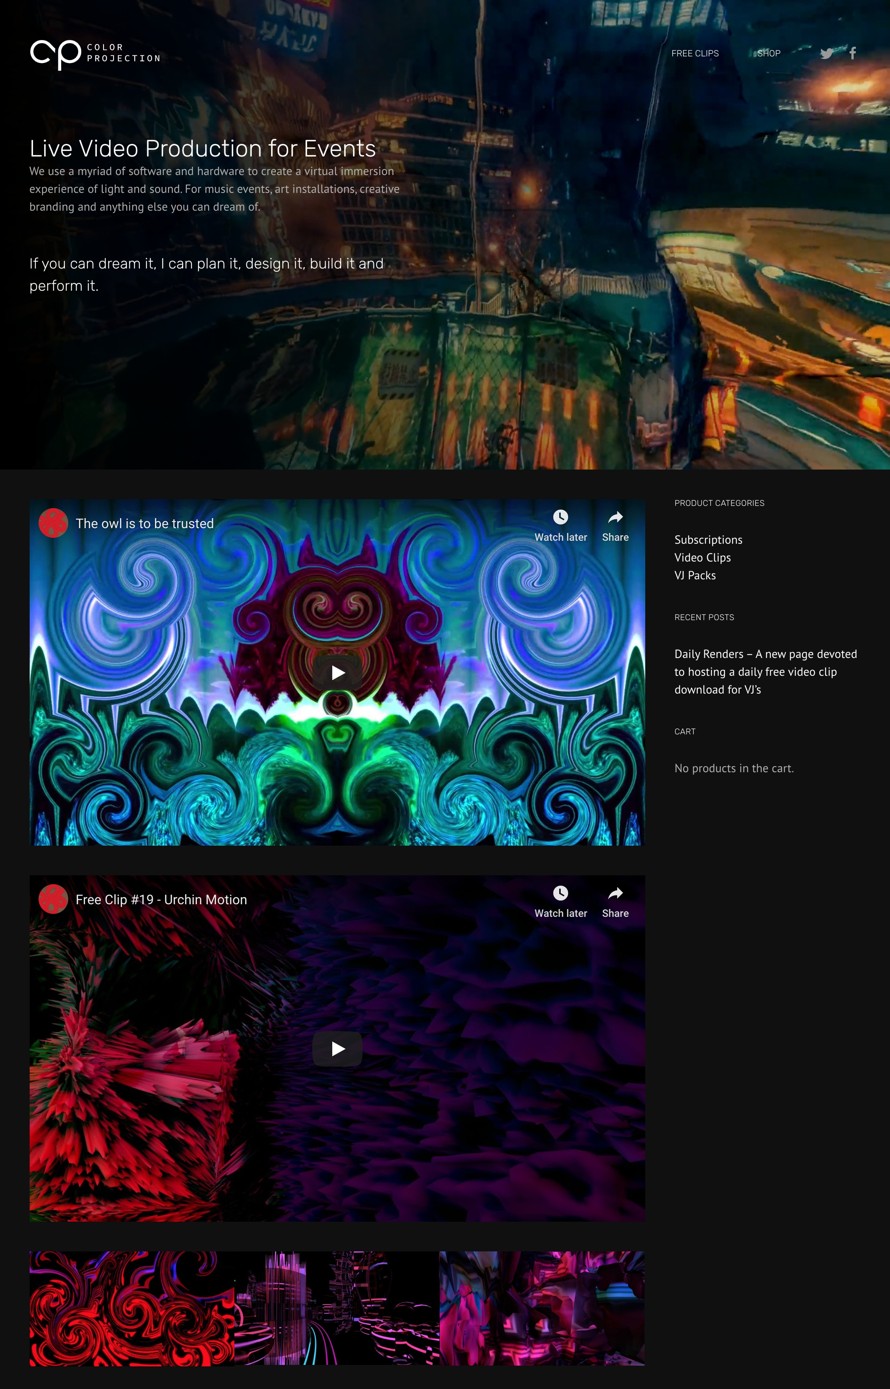 COLOR
PROJECTION
FREE CLIPS
SHOP
Live Video Production for Events
We use a myriad of software and hardware to create a virtual immersion
experience of light and sound. For music events, art installations, creative
branding and anything else you can dream of.
If you can dream it, I can plan it, design it, build it and
perform it.
The owl is to be trusted
Watch later
Share
Free Clip #19 - Urchin Motion
Watch later
Share
PRODUCT CATEGORIES
Subscriptions
Video Clips
VJ Packs
RECENT POSTS
Daily Renders – A new page devoted
to hosting a daily free video clip
download for VJ's
CART
No products in the cart.